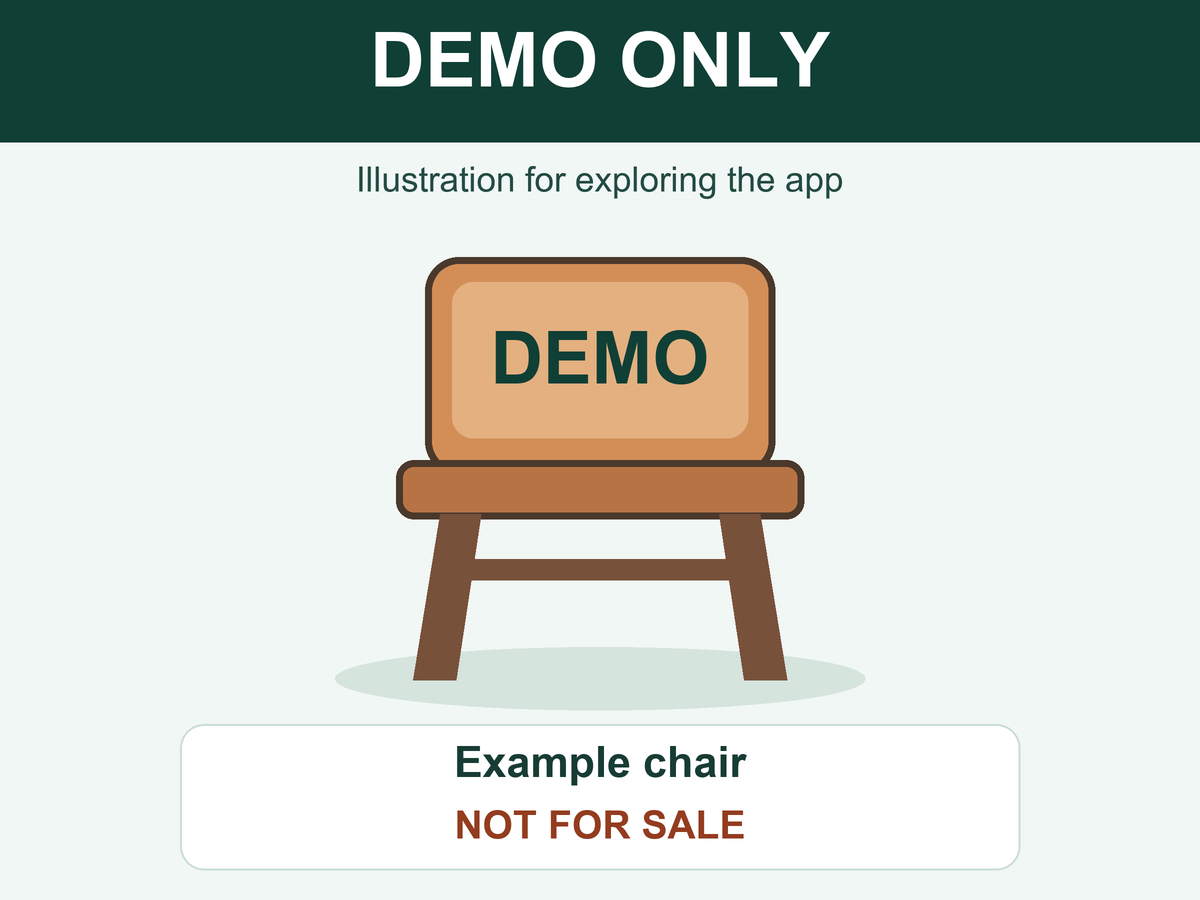 DEMO ONLY
Illustration for exploring the app
DEMO
Example chair
NOT FOR SALE